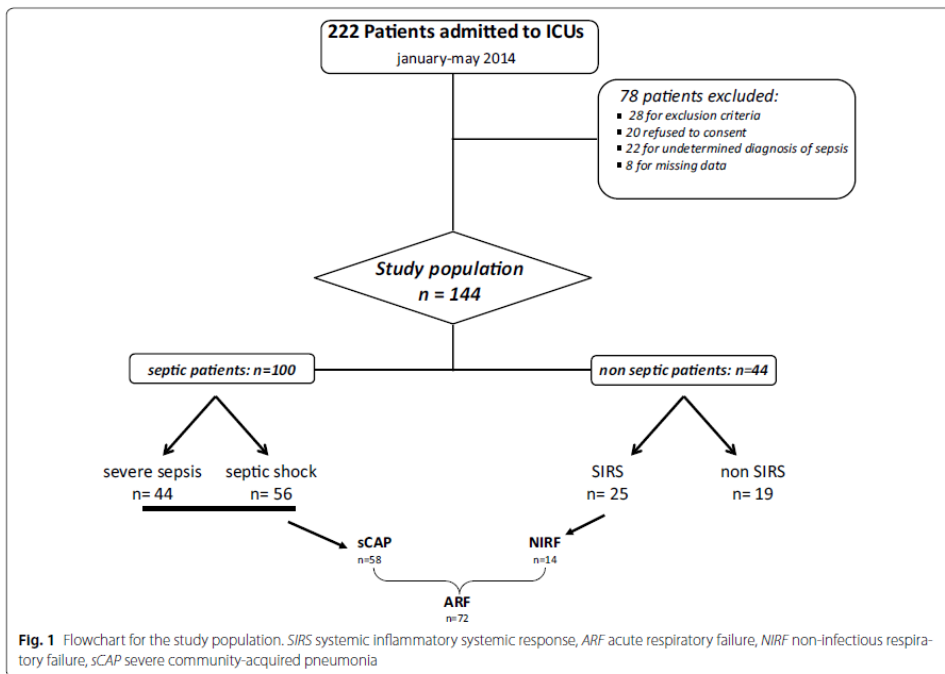 222 Patients admitted to ICUs
january-may 2014
78 patients excluded:
▪ 28 for exclusion criteria
▪ 20 refused to consent
▪ 22 for undetermined diagnosis of sepsis
▪ 8 for missing data
Study population
n = 144
septic patients: n=100
non septic patients: n=44
severe sepsis
n= 44
septic shock
n= 56
SIRS
n= 25
non SIRS
n= 19
sCAP
n=58
NIRF
n=14
ARF
n=72
Fig. 1 Flowchart for the study population. SIRS systemic inflammatory systemic response, ARF acute respiratory failure, NIRF non-infectious respira-
tory failure, sCAP severe community-acquired pneumonia